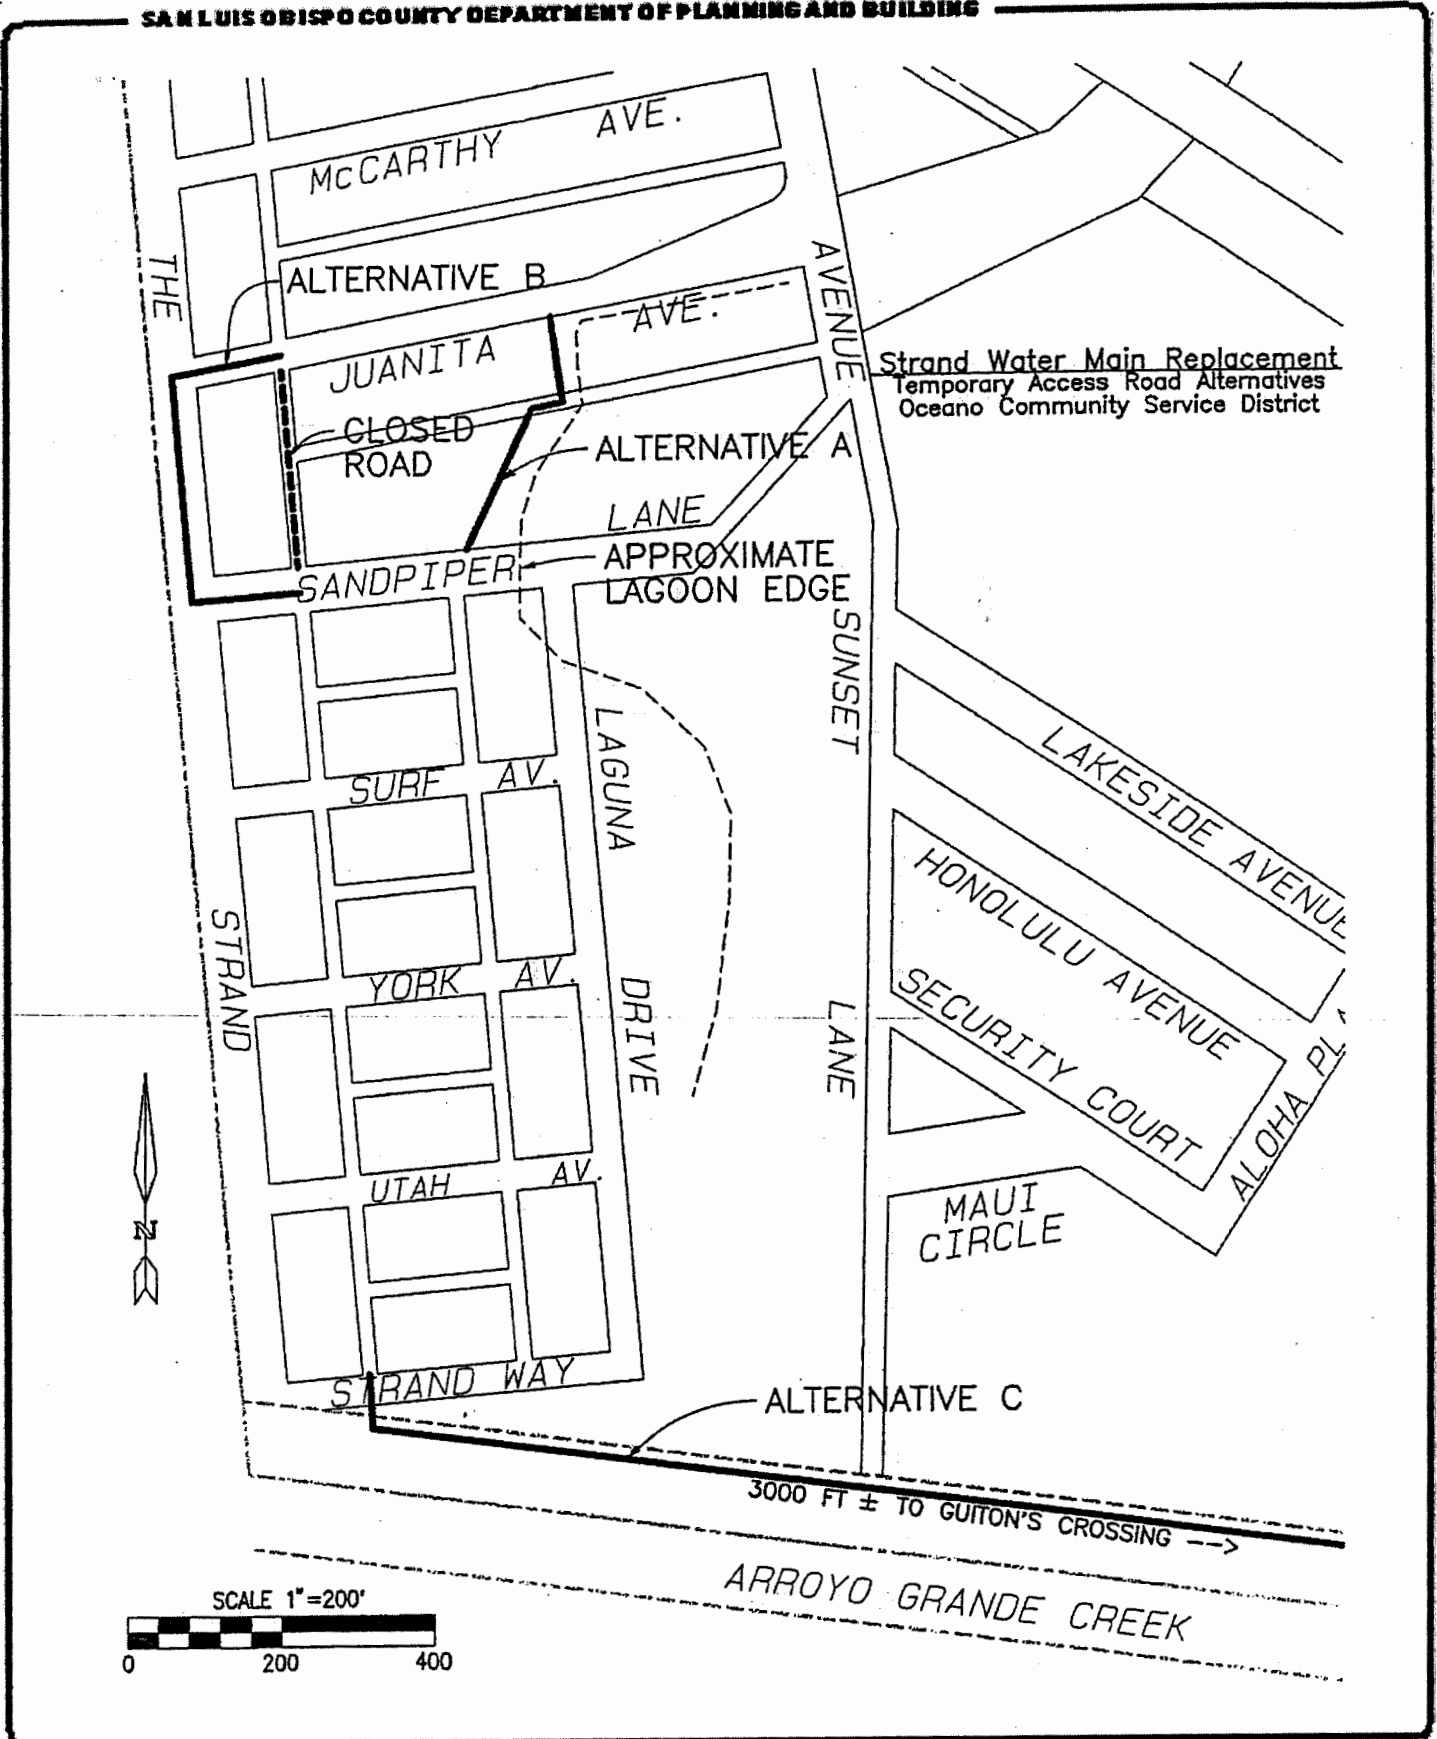 SAN LUIS OBISPO COUNTY DEPARTMENT OF PLANNING AND BUILDING
McCARTHY AVE.
THE
ALTERNATIVE B
JUANITA AVE.
AVENUE
Strand Water Main Replacement
Temporary Access Road Alternatives
Oceano Community Service District
CLOSED
ROAD
ALTERNATIVE A
LANE
SANDPIPER
APPROXIMATE
LAGOON EDGE
SUNSET
LAGUNA
LAKESIDE AVENUE
SURF AV.
HONOLULU AVENUE
STRAND
YORK AV.
DRIVE
LANE
SECURITY COURT
ALOHA PL
UTAH AV.
MAUI
CIRCLE
N
STRAND WAY
ALTERNATIVE C
3000 FT ± TO GUITON'S CROSSING -->
ARROYO GRANDE CREEK
SCALE 1"=200'
0 200 400